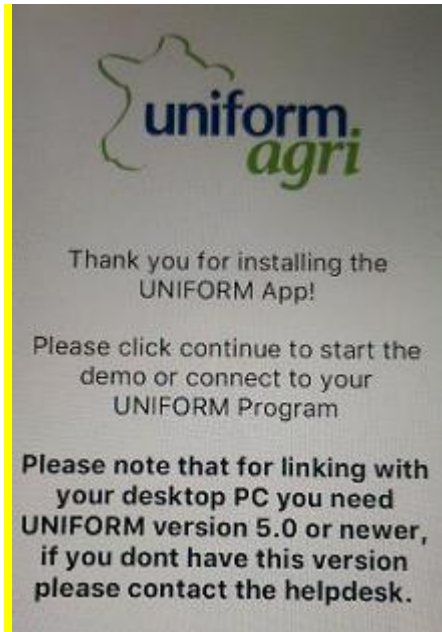 uniform.
agri
Thank you for installing the
UNIFORM App!
Please click continue to start the
demo or connect to your
UNIFORM Program
Please note that for linking with
your desktop PC you need
UNIFORM version 5.0 or newer,
if you dont have this version
please contact the helpdesk.